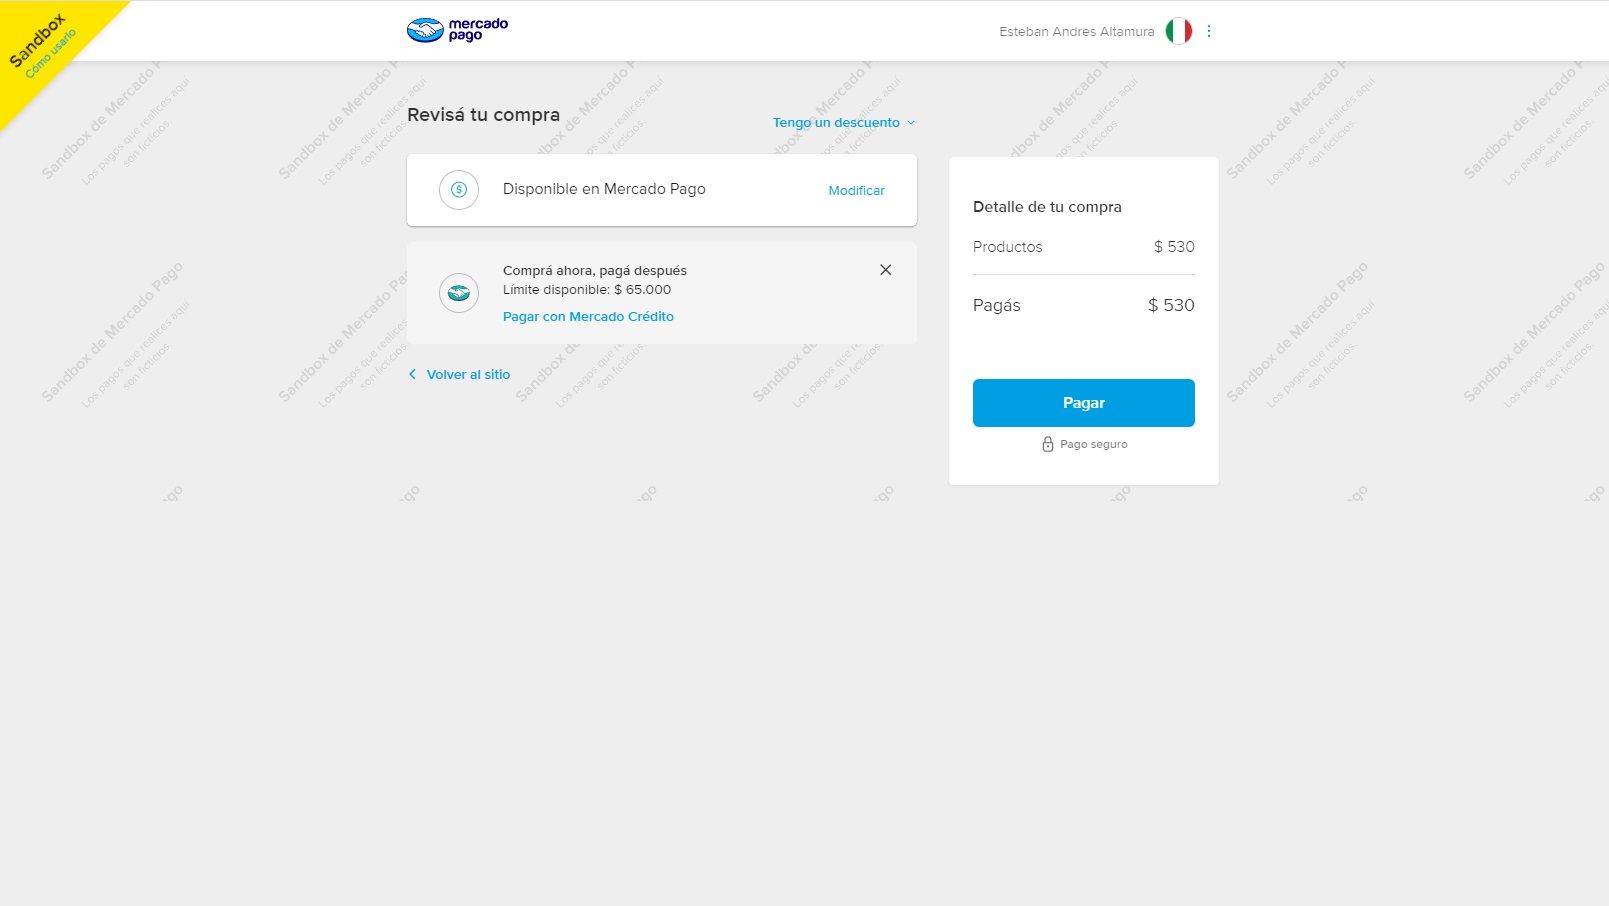 Sandbox
Cómo usarlo
mercado
pago
Esteban Andres Altamura
Revisá tu compra
Tengo un descuento
Disponible en Mercado Pago
Modificar
Comprá ahora, pagá después
Límite disponible: $ 65.000
Pagar con Mercado Crédito
Volver al sitio
Detalle de tu compra
Productos $ 530
Pagás $ 530
Pagar
Pago seguro
Sandbox de Mercado Pago
Los pagos que realices aquí
son ficticios.